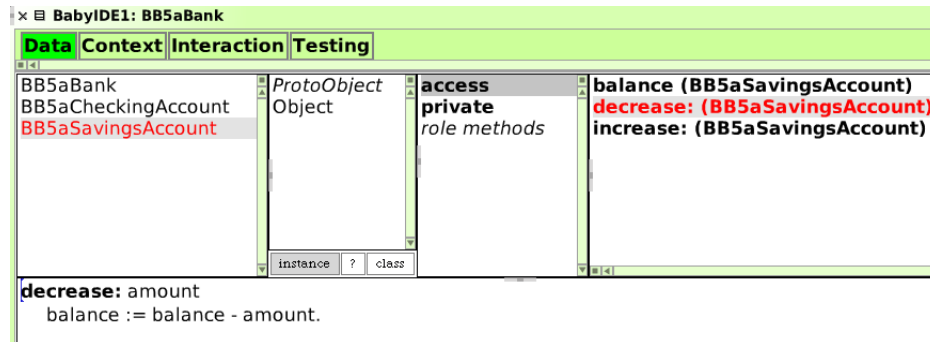 × ⊟ BabyIDE1: BB5aBank
Data Context Interaction Testing
BB5aBank
BB5aCheckingAccount
BB5aSavingsAccount
ProtoObject
Object
instance ? class
access
private
role methods
balance (BB5aSavingsAccount)
decrease: (BB5aSavingsAccount)
increase: (BB5aSavingsAccount)
decrease: amount
balance := balance - amount.